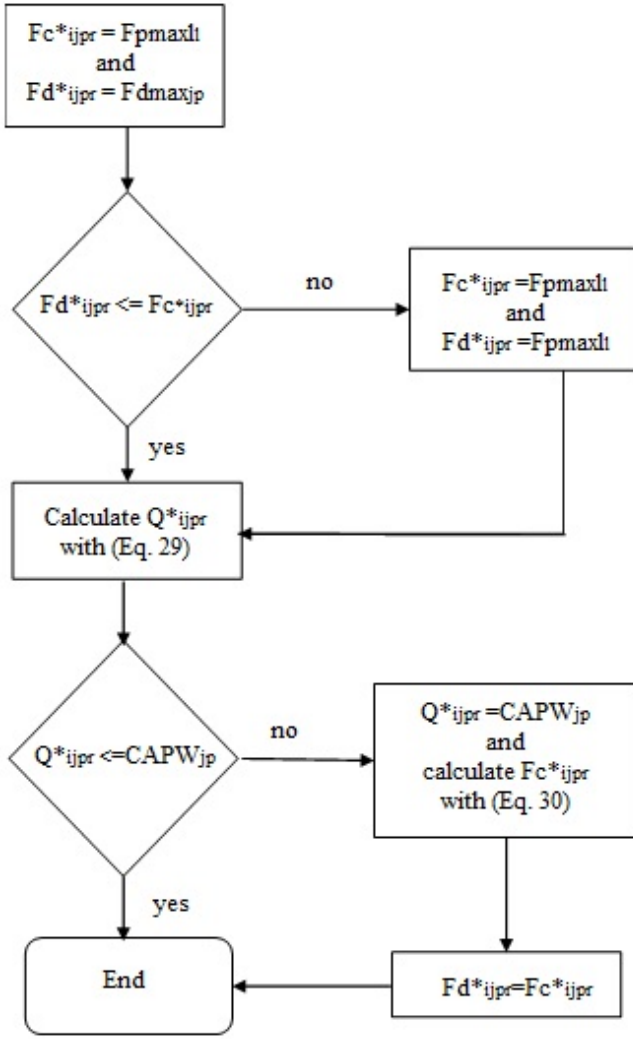 Fc*ijpr = Fpmaxlt
and
Fd*ijpr = Fdmaxjp
Fd*ijpr <= Fc*ijpr
no
Fc*ijpr =Fpmaxlt
and
Fd*ijpr =Fpmaxlt
yes
Calculate Q*ijpr
with (Eq. 29)
Q*ijpr <=CAPWjp
no
Q*ijpr =CAPWjp
and
calculate Fc*ijpr
with (Eq. 30)
yes
End
Fd*ijpr=Fc*ijpr